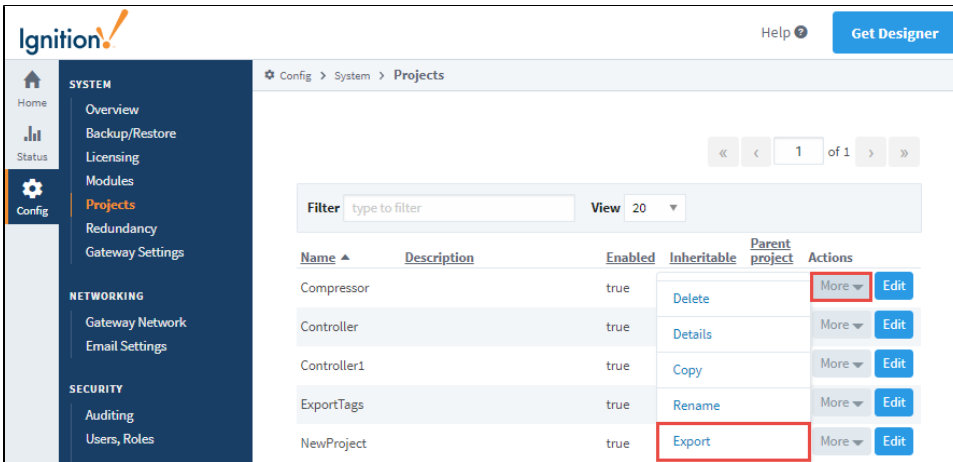 Ignition!
Help ?
Get Designer
Home
Status
Config
SYSTEM
Overview
Backup/Restore
Licensing
Modules
Projects
Redundancy
Gateway Settings
NETWORKING
Gateway Network
Email Settings
SECURITY
Auditing
Users, Roles
Config > System > Projects
« ‹ 1 of 1 › »
Filter type to filter View 20
Name Description Enabled Inheritable Parent project Actions
Compressor true More Edit
Delete
Controller true More Edit
Details
Controller1 true More Edit
Copy
ExportTags true More Edit
Rename
NewProject true More Edit
Export